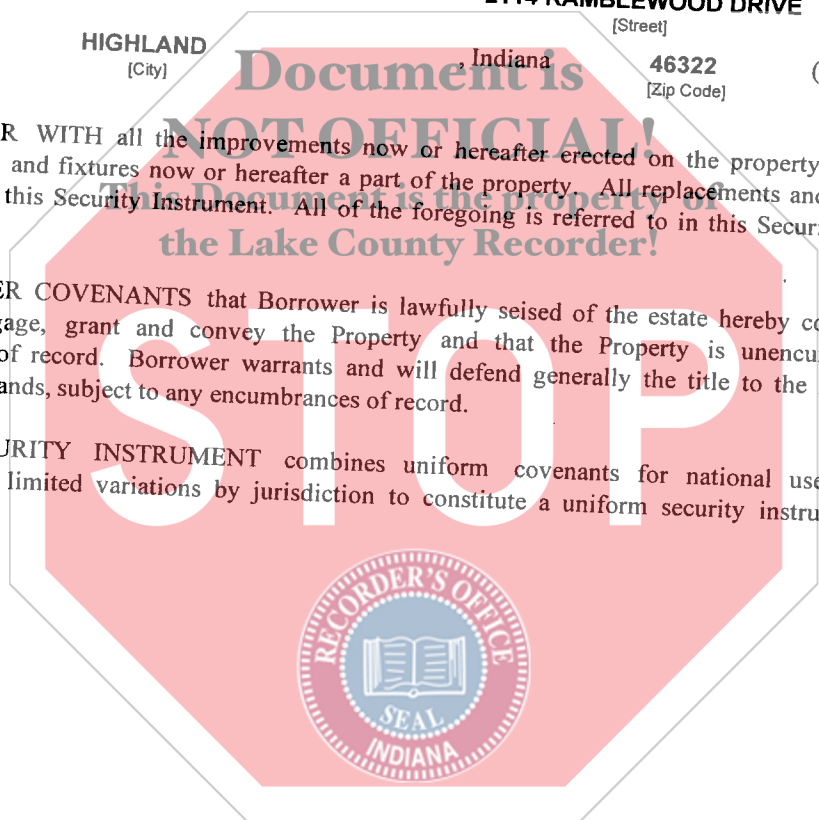 RAMBLEWOOD DRIVE
[Street]
HIGHLAND
, Indiana
46322
[City]
[Zip Code]
(
Document is
NOT OFFICIAL!
This Document is the property of
the Lake County Recorder!
R WITH all the improvements now or hereafter erected on the property
and fixtures now or hereafter a part of the property. All replacements and
this Security Instrument. All of the foregoing is referred to in this Secur
ER COVENANTS that Borrower is lawfully seised of the estate hereby co
gage, grant and convey the Property and that the Property is unencu
of record. Borrower warrants and will defend generally the title to the
ands, subject to any encumbrances of record.
URITY INSTRUMENT combines uniform covenants for national use
limited variations by jurisdiction to constitute a uniform security instru
STOP
RECORDER'S OFFICE
SEAL
INDIANA